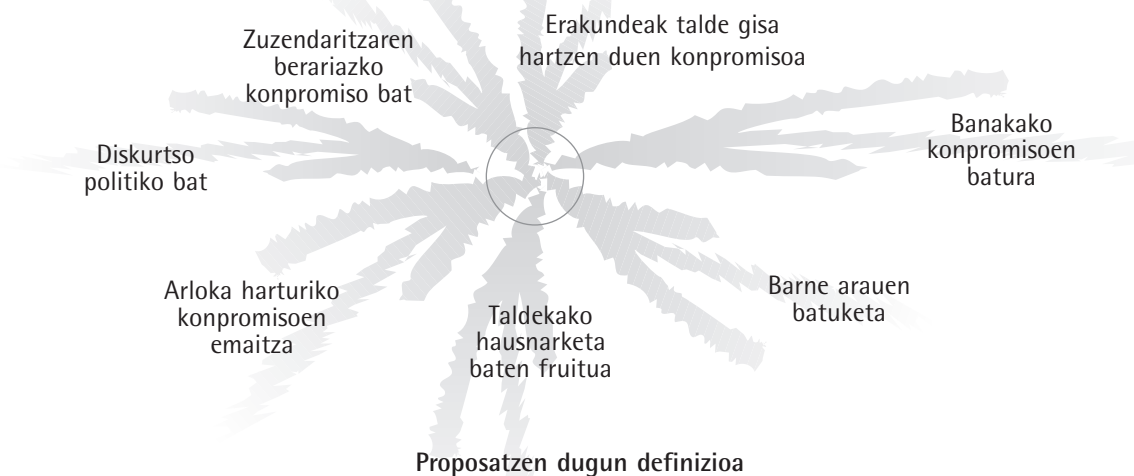 Erakundeak talde gisa
hartzen duen konpromisoa
Zuzendaritzaren
berariazko
konpromiso bat
Banakako
konpromisoen
batura
Diskurtso
politiko bat
Barne arauen
batuketa
Arloka harturiko
konpromisoen
emaitza
Taldekako
hausnarketa
baten fruitua
Proposatzen dugun definizioa